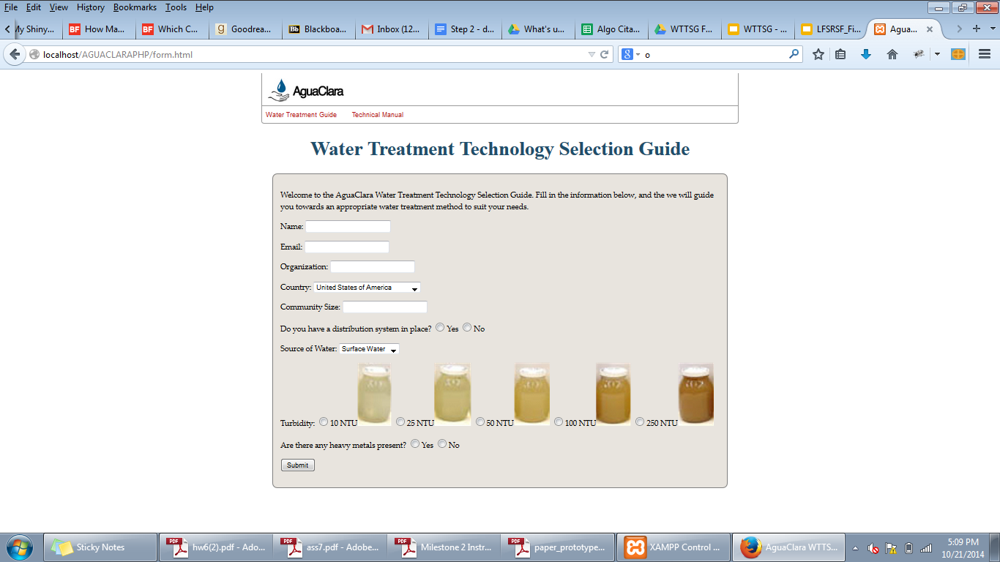 File Edit View History Bookmarks Tools Help
My Shiny... How Ma... Which C... Goodrea... Blackboa... Inbox (12... Step 2 - d... What's u... Algo Cita... WTTSG F... WTTSG - ... LFSRSF_Fi... Agua...
localhost/AGUACLARAPHP/form.html o
AguaClara
Water Treatment Guide Technical Manual
Water Treatment Technology Selection Guide
Welcome to the AguaClara Water Treatment Technology Selection Guide. Fill in the information below, and the we will guide
you towards an appropriate water treatment method to suit your needs.
Name:
Email:
Organization:
Country: United States of America
Community Size:
Do you have a distribution system in place? Yes No
Source of Water: Surface Water
Turbidity: 10 NTU 25 NTU 50 NTU 100 NTU 250 NTU
Are there any heavy metals present? Yes No
Submit
Sticky Notes hw6(2).pdf - Ado... ass7.pdf - Adobe... Milestone 2 Instr... paper_prototype... XAMPP Control ... AguaClara WTTS... 5:09 PM
10/21/2014